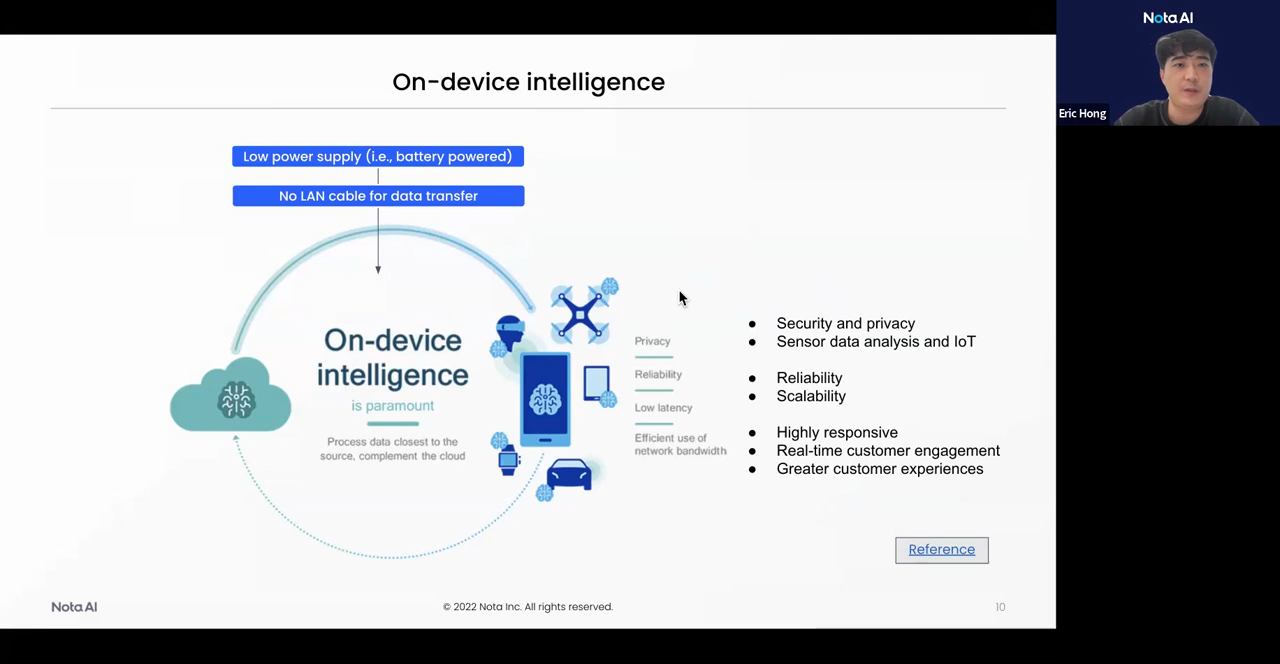 On-device intelligence
Low power supply (i.e., battery powered)
No LAN cable for data transfer
On-device
intelligence
is paramount
Process data closest to the
source, complement the cloud
Privacy
Reliability
Low latency
Efficient use of
network bandwidth
● Security and privacy
● Sensor data analysis and IoT
● Reliability
● Scalability
● Highly responsive
● Real-time customer engagement
● Greater customer experiences
Reference
Nota AI
© 2022 Nota Inc. All rights reserved.
10
Nota AI
Eric Hong